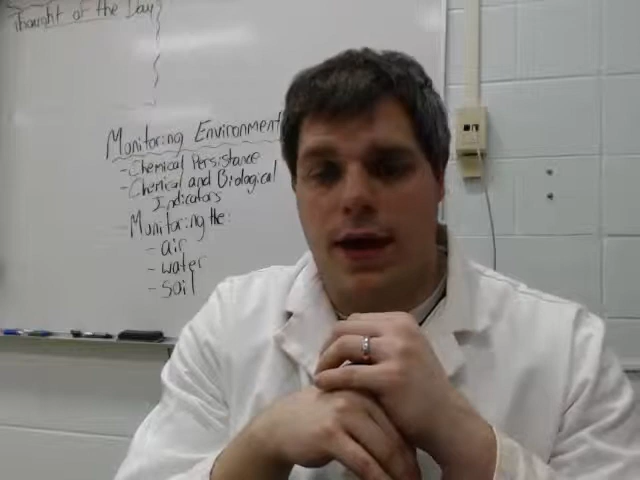 Thought of the Day
Monitoring Environment
- Chemical Persistance
- Chemical and Biological
Indicators
Monitoring the:
- air
- water
- soil